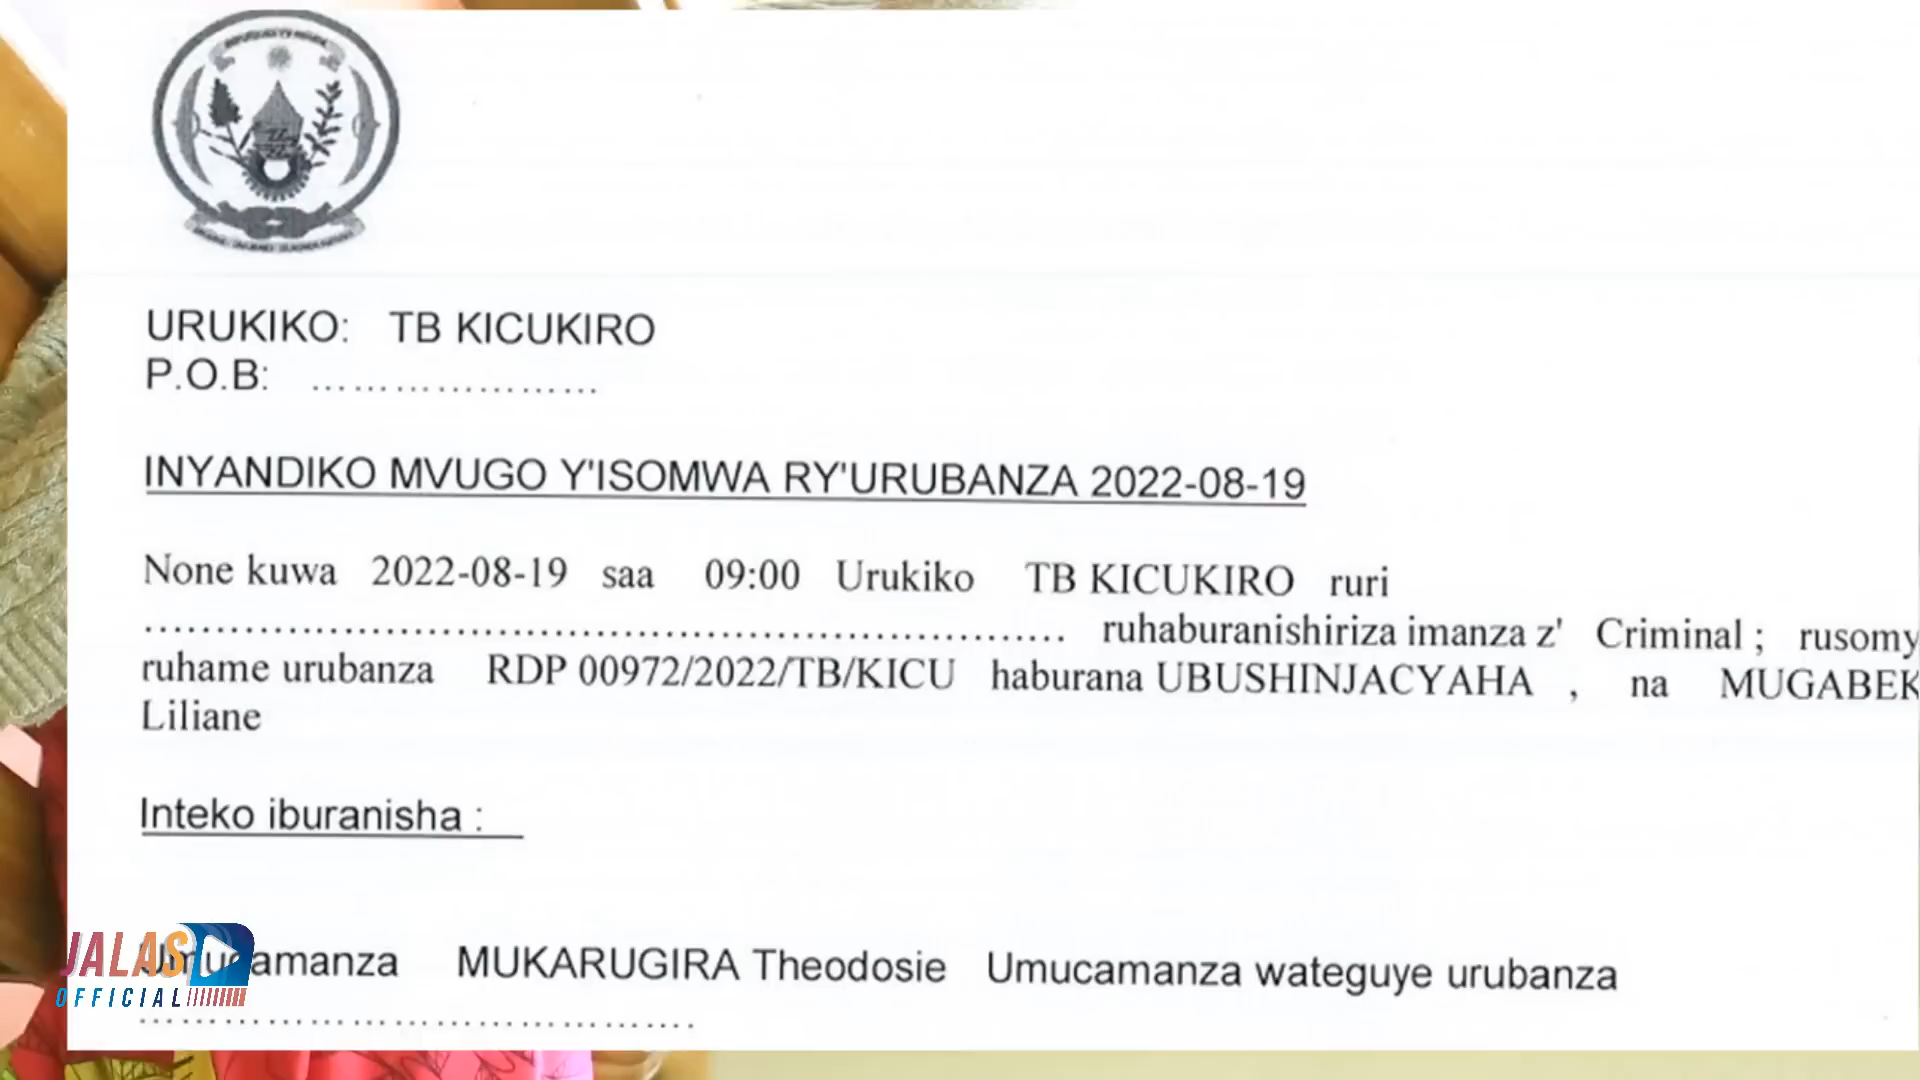 URUKIKO: TB KICUKIRO
P.O.B: .....................
INYANDIKO MVUGO Y'ISOMWA RY'URUBANZA 2022-08-19
None kuwa 2022-08-19 saa 09:00 Urukiko TB KICUKIRO ruri
.................................................................. ruhaburanishiriza imanza z' Criminal ; rusomy
ruhame urubanza RDP 00972/2022/TB/KICU haburana UBUSHINJACYAHA , na MUGABEK
Liliane
Inteko iburanisha :
Umucamanza MUKARUGIRA Theodosie Umucamanza wateguye urubanza
........................................
JALAS
OFFICIAL